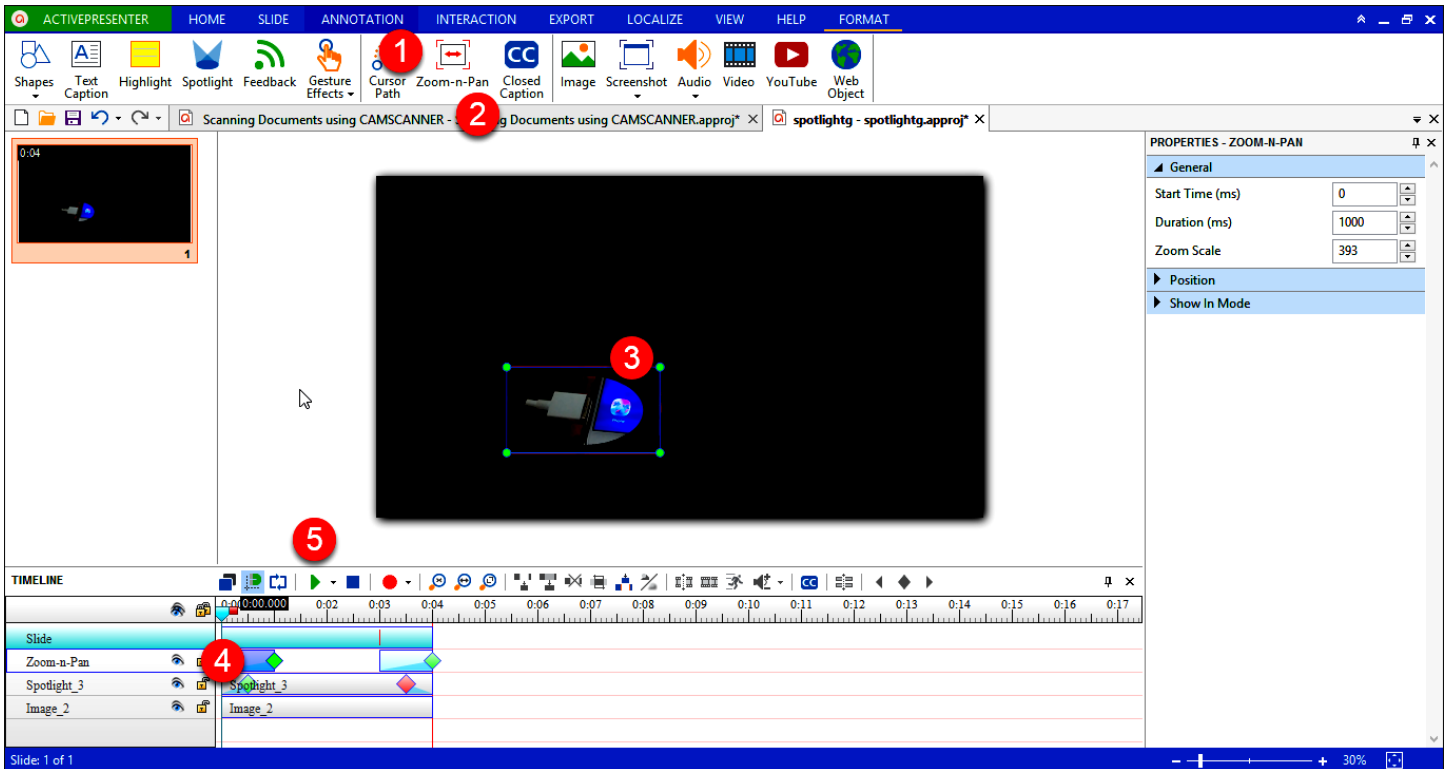 ACTIVEPRESENTER HOME SLIDE ANNOTATION INTERACTION EXPORT LOCALIZE VIEW HELP FORMAT
1
Shapes Text Caption Highlight Spotlight Feedback Gesture Effects Cursor Path Zoom-n-Pan CC Closed Caption Image Screenshot Audio Video YouTube Web Object
2
Scanning Documents using CAMSCANNER - g Documents using CAMSCANNER.approj* spotlightg - spotlightg.approj*
0:04
1
3
PROPERTIES - ZOOM-N-PAN
General
Start Time (ms) 0
Duration (ms) 1000
Zoom Scale 393
Position
Show In Mode
5
TIMELINE CC
0:00.000 0:02 0:03 0:04 0:05 0:06 0:07 0:08 0:09 0:10 0:11 0:12 0:13 0:14 0:15 0:16 0:17
Slide
4
Zoom-n-Pan
Spotlight_3 Spotlight_3
Image_2 Image_2
Slide: 1 of 1 30%